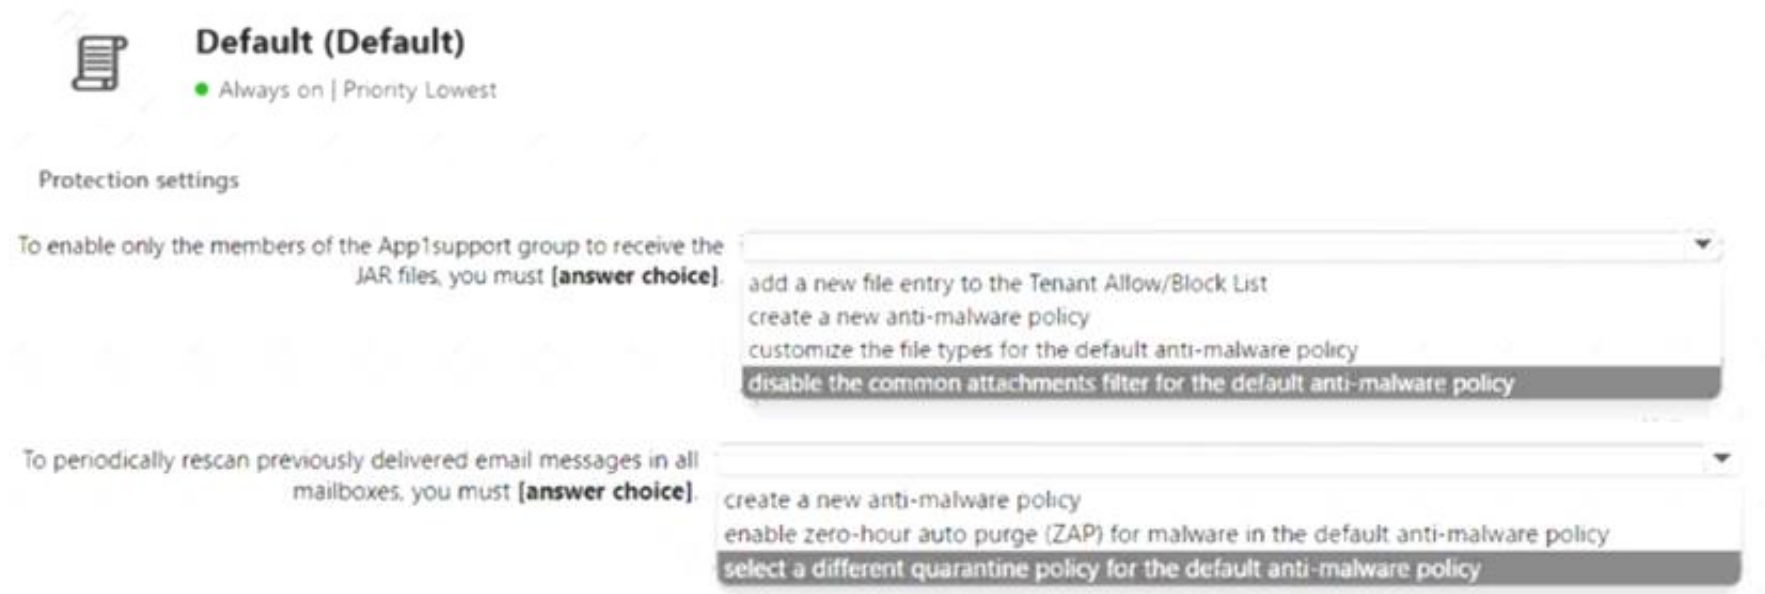 Default (Default)
Always on | Priority Lowest
Protection settings
To enable only the members of the App1support group to receive the
JAR files, you must [answer choice].
add a new file entry to the Tenant Allow/Block List
create a new anti-malware policy
customize the file types for the default anti-malware policy
disable the common attachments filter for the default anti-malware policy
To periodically rescan previously delivered email messages in all
mailboxes, you must [answer choice].
create a new anti-malware policy
enable zero-hour auto purge (ZAP) for malware in the default anti-malware policy
select a different quarantine policy for the default anti-malware policy